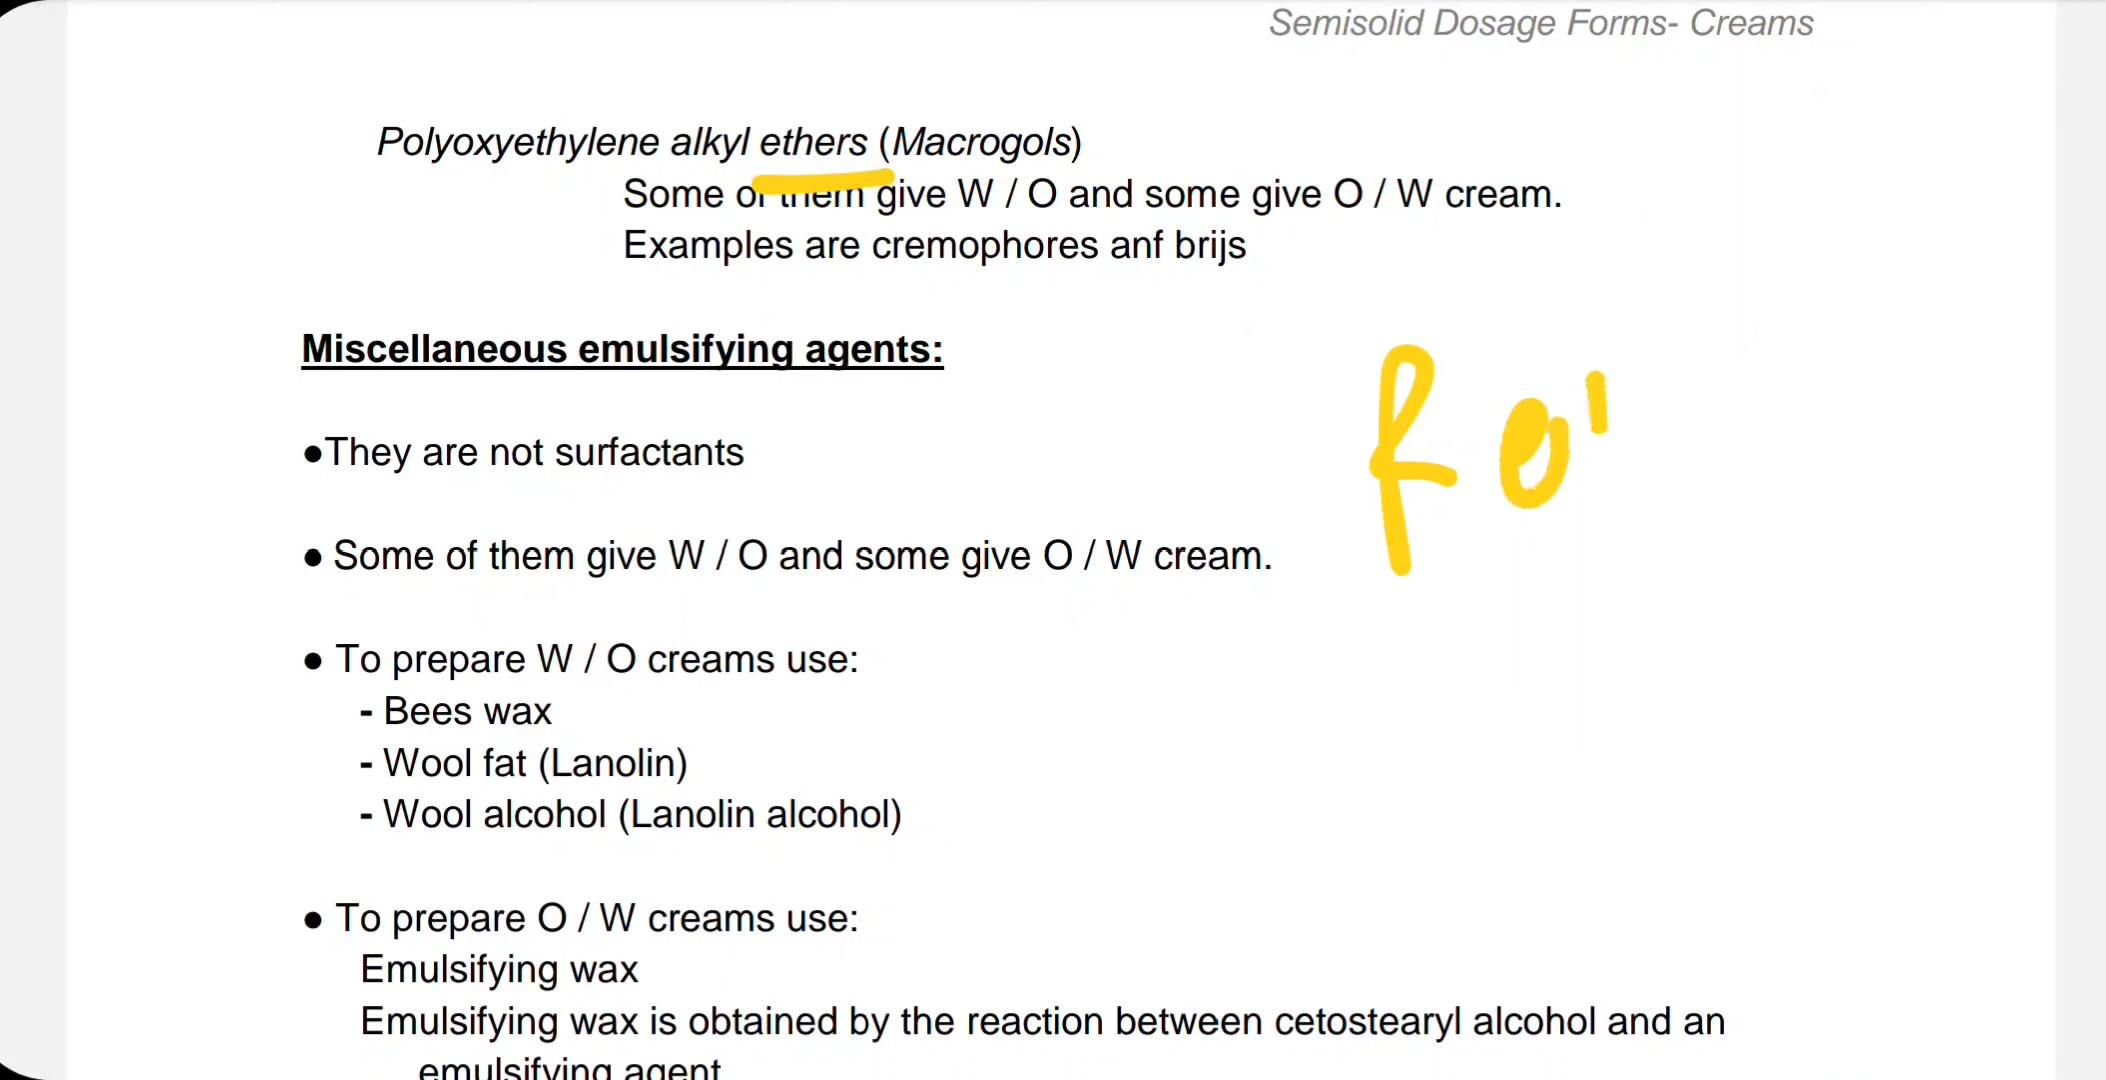 Semisolid Dosage Forms- Creams
Polyoxyethylene alkyl ethers (Macrogols)
Some of them give W / O and some give O / W cream.
Examples are cremophores anf brijs
Miscellaneous emulsifying agents:
●They are not surfactants
● Some of them give W / O and some give O / W cream.
● To prepare W / O creams use:
- Bees wax
- Wool fat (Lanolin)
- Wool alcohol (Lanolin alcohol)
● To prepare O / W creams use:
Emulsifying wax
Emulsifying wax is obtained by the reaction between cetostearyl alcohol and an
emulsifying agent